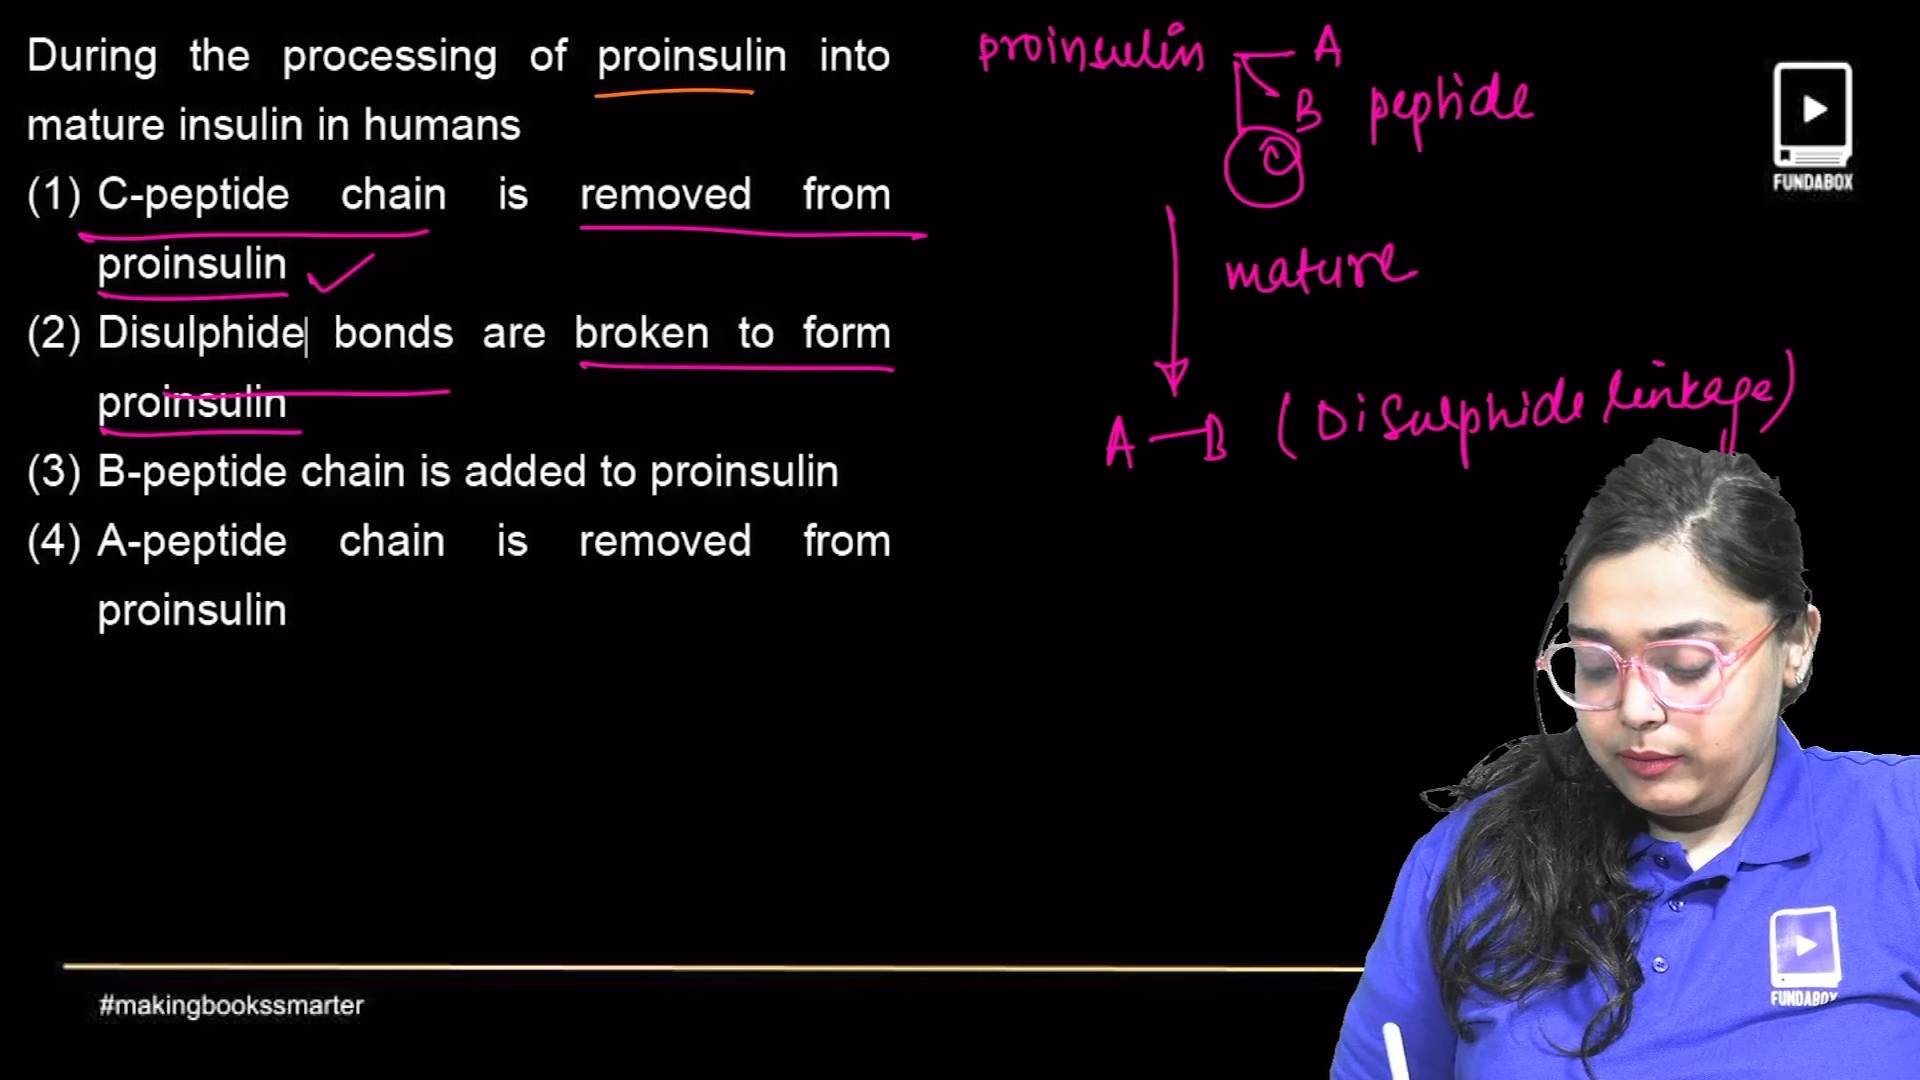 During the processing of proinsulin into
mature insulin in humans
(1) C-peptide chain is removed from
proinsulin
(2) Disulphide bonds are broken to form
proinsulin
(3) B-peptide chain is added to proinsulin
(4) A-peptide chain is removed from
proinsulin
proinsulin A
B peptide
C
mature
A - B (Disulphide linkage)
FUNDABOX
FUNDABOX
#makingbookssmarter